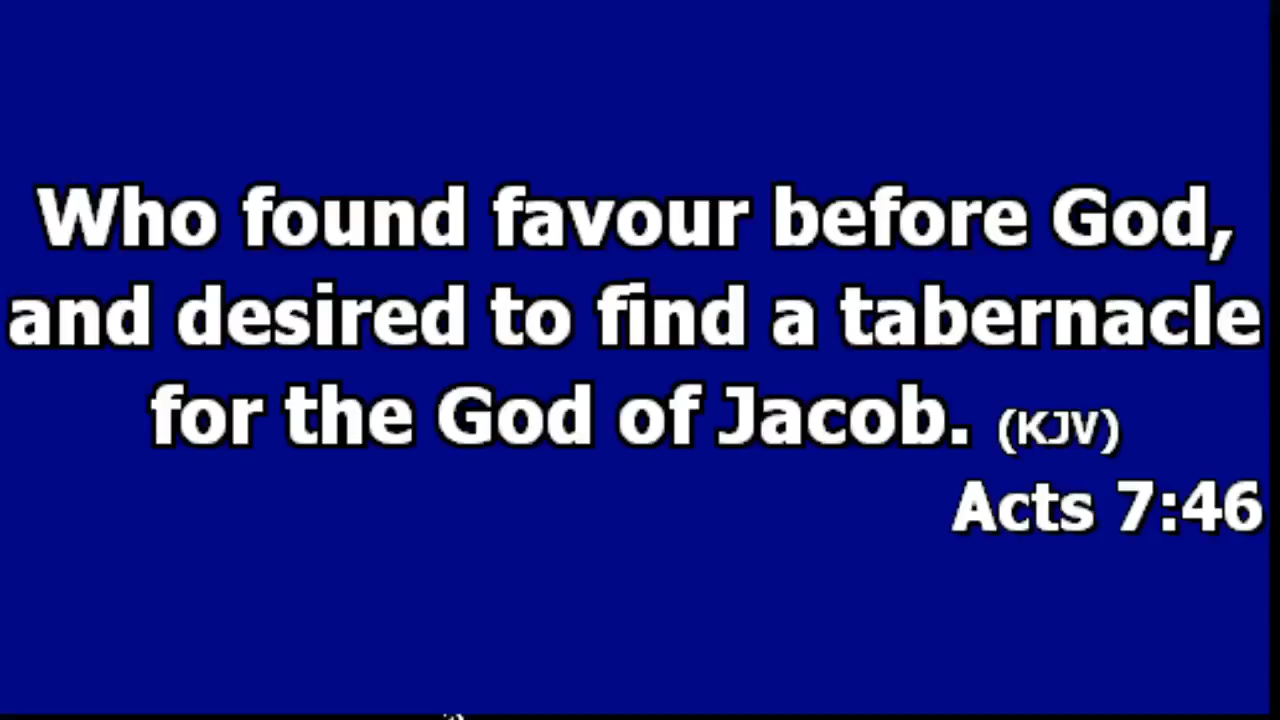 Who found favour before God,
and desired to find a tabernacle
for the God of Jacob. (KJV)
Acts 7:46